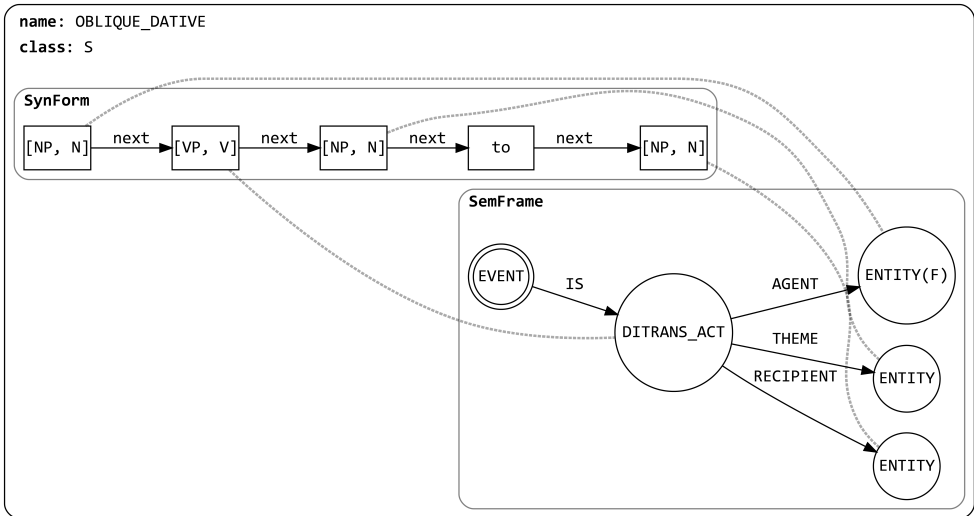 name: OBLIQUE_DATIVE
class: S
SynForm
[NP, N] next [VP, V] next [NP, N] next to next [NP, N]
SemFrame
EVENT
IS
DITRANS_ACT
AGENT
ENTITY(F)
THEME
ENTITY
RECIPIENT
ENTITY